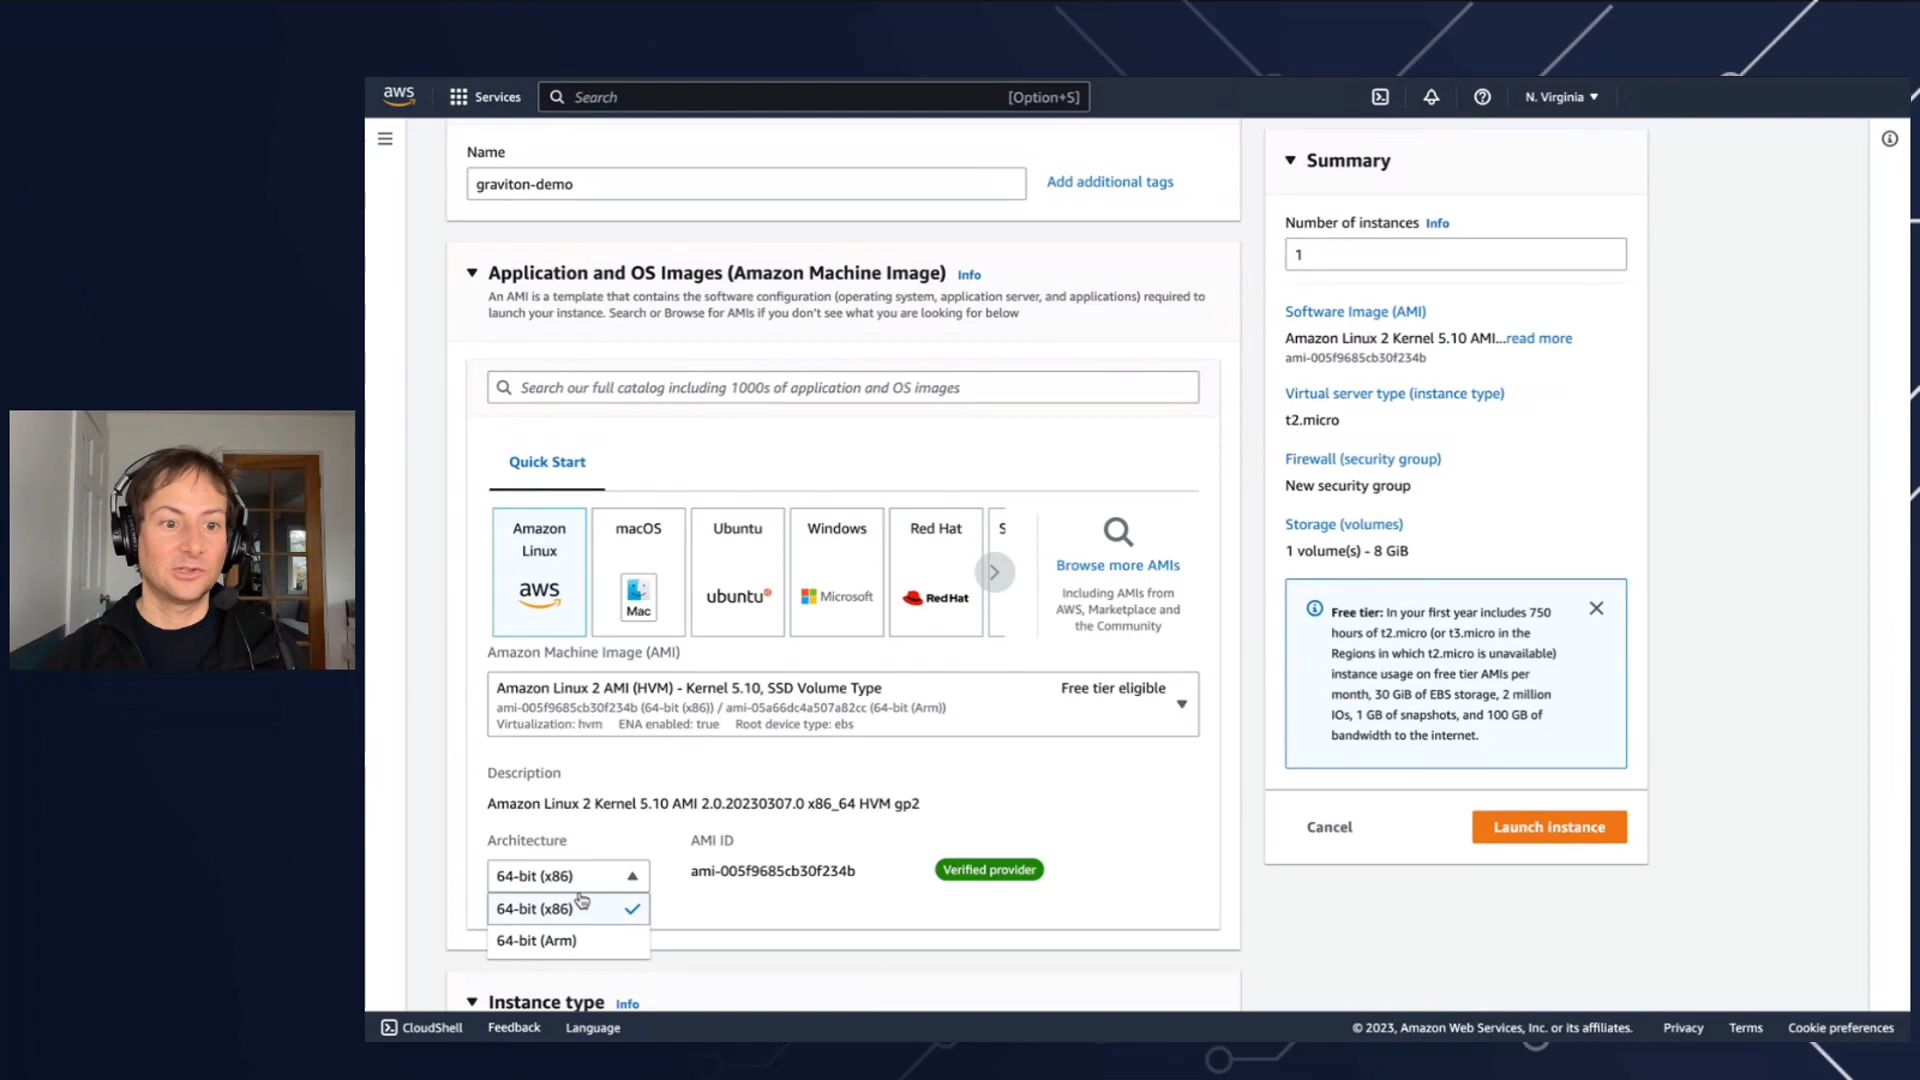 aws
Services
Search
[Option+S]
N. Virginia
Name
graviton-demo
Add additional tags
Application and OS Images (Amazon Machine Image) Info
An AMI is a template that contains the software configuration (operating system, application server, and applications) required to
launch your instance. Search or Browse for AMIs if you don't see what you are looking for below
Search our full catalog including 1000s of application and OS images
Quick Start
Amazon
Linux
aws
macOS
Mac
Ubuntu
ubuntu
Windows
Microsoft
Red Hat
RedHat
S
Browse more AMIs
Including AMIs from
AWS, Marketplace and
the Community
Amazon Machine Image (AMI)
Amazon Linux 2 AMI (HVM) - Kernel 5.10, SSD Volume Type
Free tier eligible
ami-005f9685cb30f234b (64-bit (x86)) / ami-05a66dc4a507a82cc (64-bit (Arm))
Virtualization: hvm ENA enabled: true Root device type: ebs
Description
Amazon Linux 2 Kernel 5.10 AMI 2.0.20230307.0 x86_64 HVM gp2
Architecture
AMI ID
64-bit (x86)
ami-005f9685cb30f234b
Verified provider
64-bit (x86)
64-bit (Arm)
Instance type Info
Summary
Number of instances Info
1
Software Image (AMI)
Amazon Linux 2 Kernel 5.10 AMI...read more
ami-005f9685cb30f234b
Virtual server type (instance type)
t2.micro
Firewall (security group)
New security group
Storage (volumes)
1 volume(s) - 8 GiB
Free tier: In your first year includes 750
hours of t2.micro (or t3.micro in the
Regions in which t2.micro is unavailable)
instance usage on free tier AMIs per
month, 30 GiB of EBS storage, 2 million
IOs, 1 GB of snapshots, and 100 GB of
bandwidth to the internet.
Cancel
Launch instance
CloudShell
Feedback
Language
© 2023, Amazon Web Services, Inc. or its affiliates.
Privacy
Terms
Cookie preferences